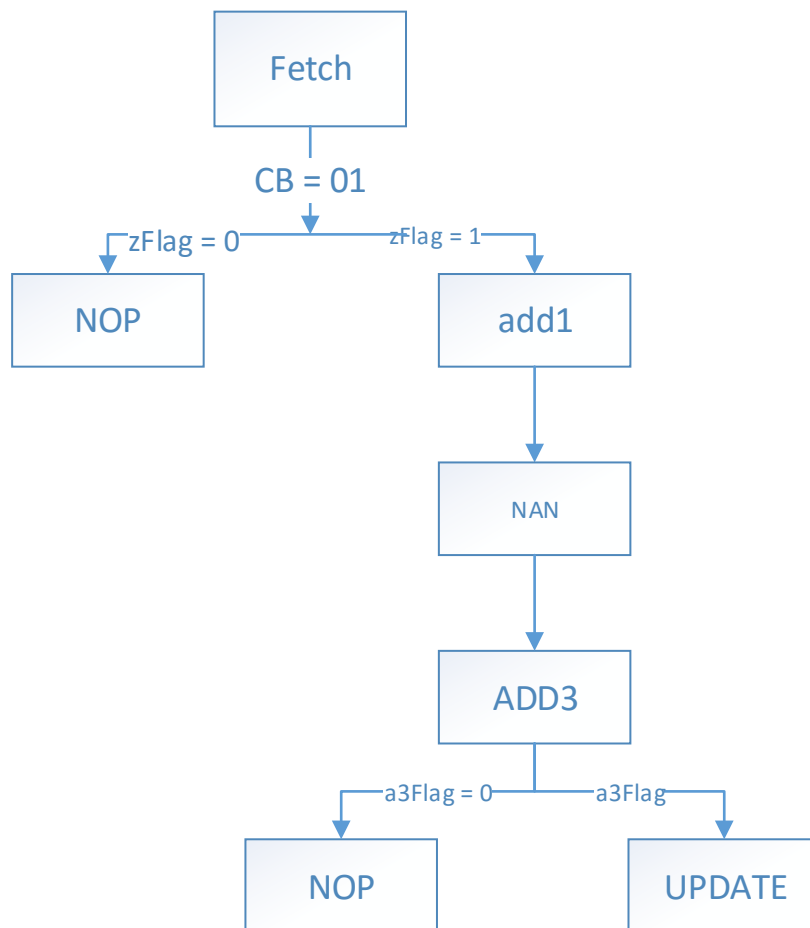 Fetch
CB = 01
zFlag = 0
zFlag = 1
NOP
add1
NAN
ADD3
a3Flag = 0
a3Flag
NOP
UPDATE